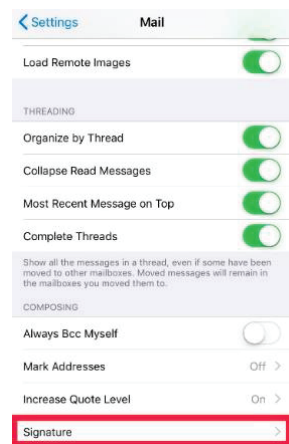 Settings Mail
Load Remote Images
THREADING
Organize by Thread
Collapse Read Messages
Most Recent Message on Top
Complete Threads
Show all the messages in a thread, even if some have been
moved to other mailboxes. Moved messages will remain in
the mailboxes you moved them to.
COMPOSING
Always Bcc Myself
Mark Addresses Off
Increase Quote Level On
Signature